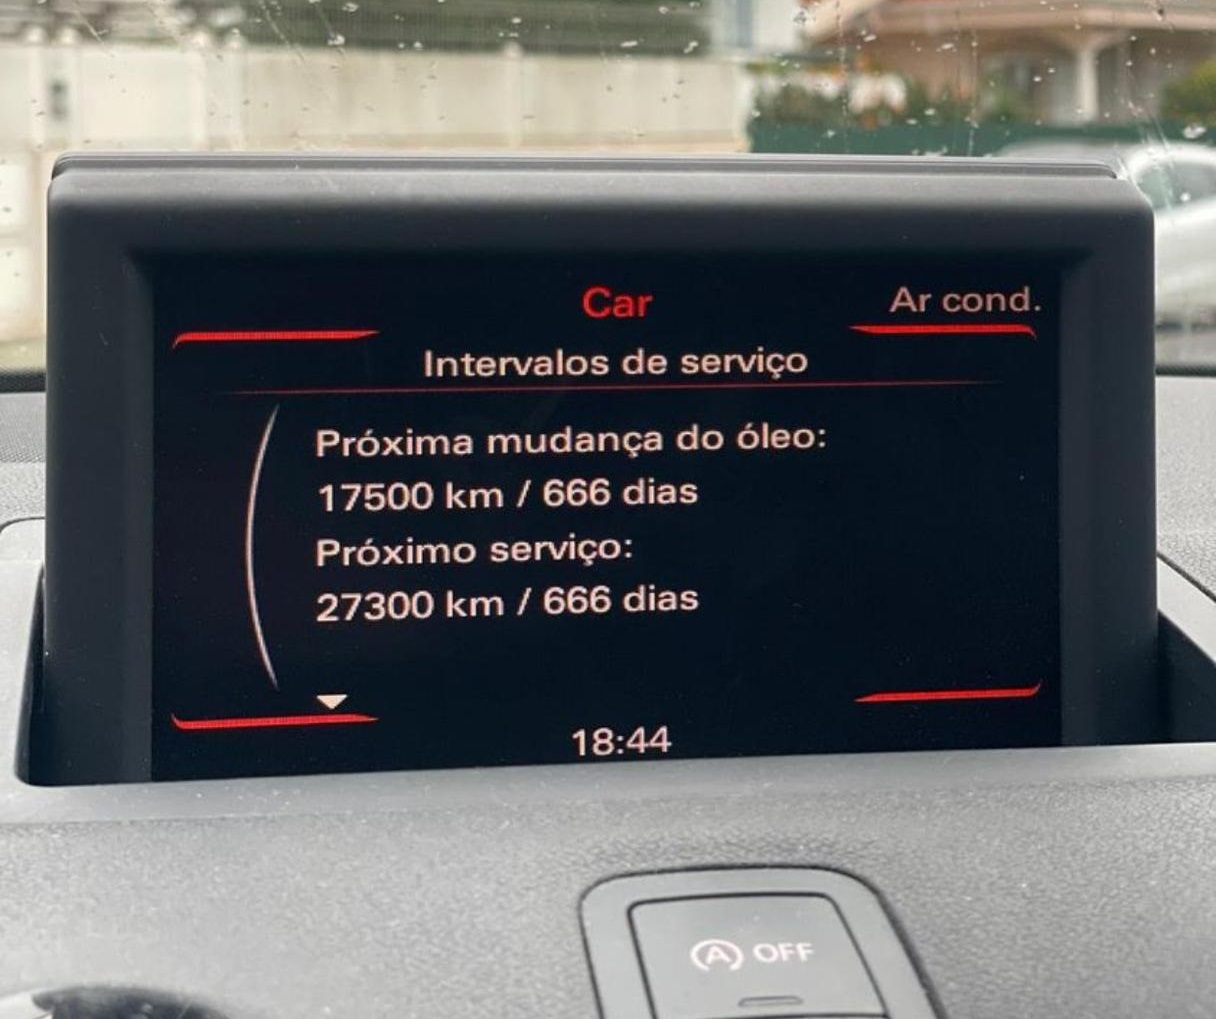 Car
Ar cond.
Intervalos de serviço
Próxima mudança do óleo:
17500 km / 666 dias
Próximo serviço:
27300 km / 666 dias
18:44
A OFF